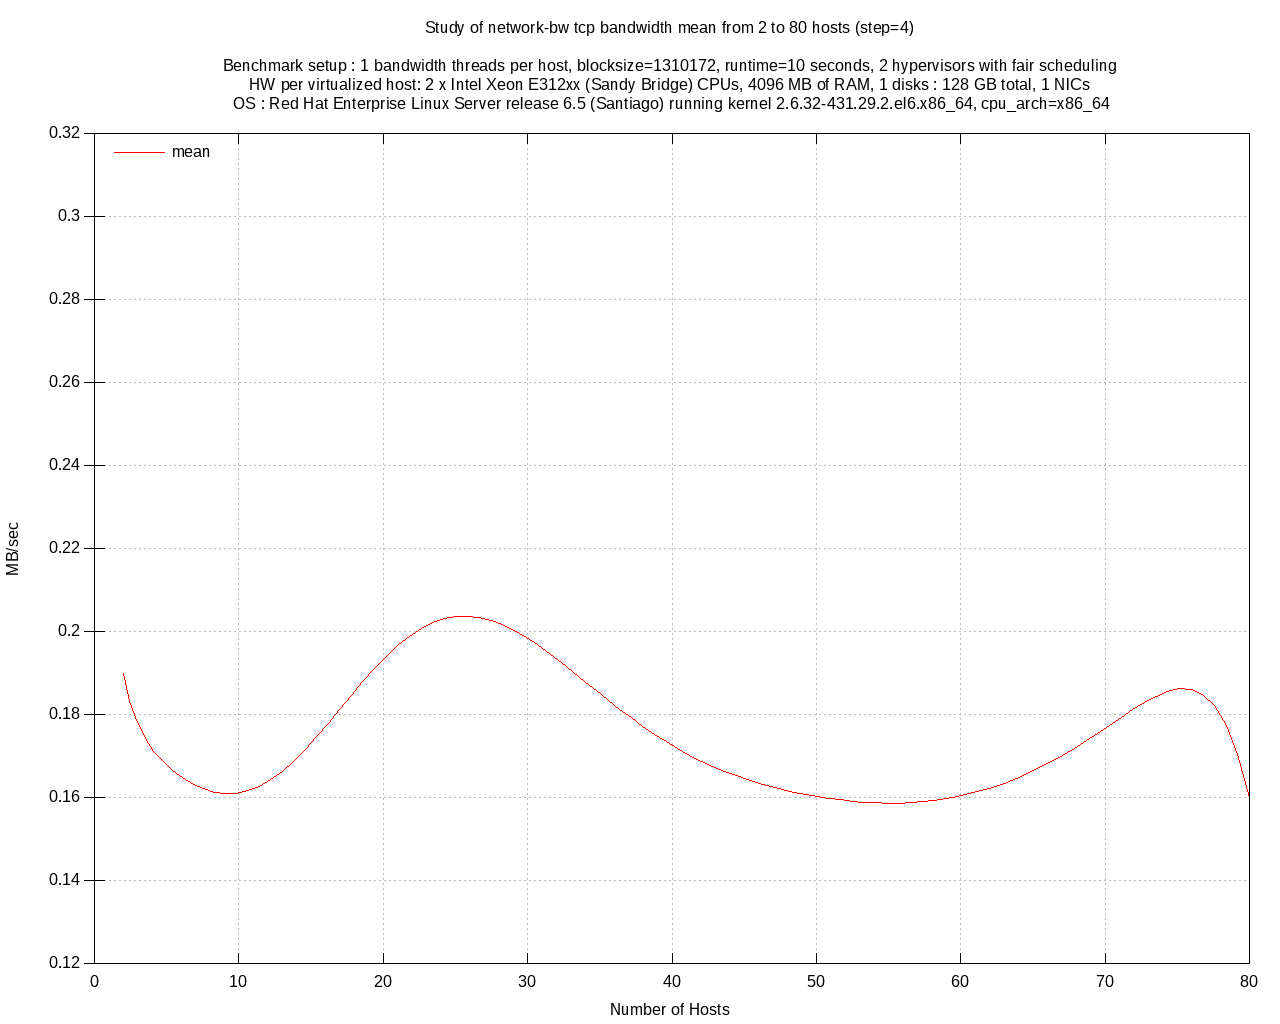 Study of network-bw tcp bandwidth mean from 2 to 80 hosts (step=4)
Benchmark setup : 1 bandwidth threads per host, blocksize=1310172, runtime=10 seconds, 2 hypervisors with fair scheduling
HW per virtualized host: 2 x Intel Xeon E312xx (Sandy Bridge) CPUs, 4096 MB of RAM, 1 disks : 128 GB total, 1 NICs
OS : Red Hat Enterprise Linux Server release 6.5 (Santiago) running kernel 2.6.32-431.29.2.el6.x86_64, cpu_arch=x86_64
mean
0.32
0.3
0.28
0.26
0.24
0.22
0.2
0.18
0.16
0.14
0.12
MB/sec
0 10 20 30 40 50 60 70 80
Number of Hosts